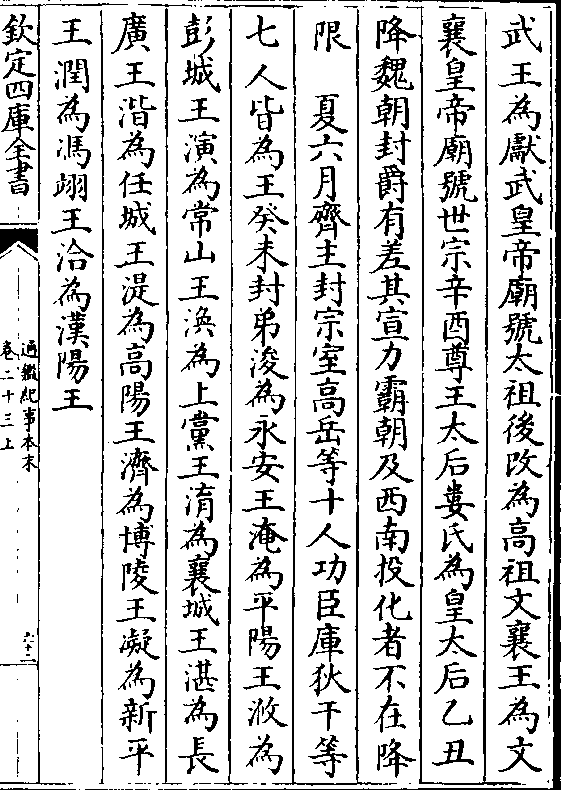 武王為獻武皇帝廟號太祖後改為高祖文襄王為文
襄皇帝廟號世宗辛酉尊王太后婁氏為皇太后乙丑
降魏朝封爵有差其宣力霸朝及西南投化者不在降
限　夏六月齊主封宗室高岳等十人功臣庫狄干等
七人皆為王癸未封弟浚為永安王淹為平陽王浟為
彭城王演為常山王渙為上黨王淯為襄城王湛為長
廣王湝為任城王湜為高陽王濟為博陵王凝為新平
王潤為馮翊王洽為漢陽王
欽定四庫全書
通鑑紀事本末
卷二十三上
六十二